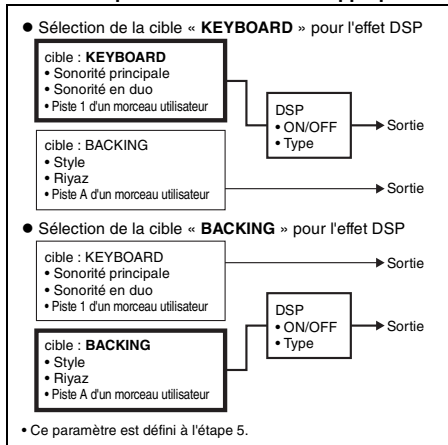 ● Sélection de la cible « KEYBOARD » pour l'effet DSP
cible : KEYBOARD
• Sonorité principale
• Sonorité en duo
• Piste 1 d'un morceau utilisateur
DSP
• ON/OFF
• Type
Sortie
cible : BACKING
• Style
• Riyaz
• Piste A d'un morceau utilisateur
Sortie
● Sélection de la cible « BACKING » pour l'effet DSP
cible : KEYBOARD
• Sonorité principale
• Sonorité en duo
• Piste 1 d'un morceau utilisateur
Sortie
DSP
• ON/OFF
• Type
Sortie
cible : BACKING
• Style
• Riyaz
• Piste A d'un morceau utilisateur
• Ce paramètre est défini à l'étape 5.